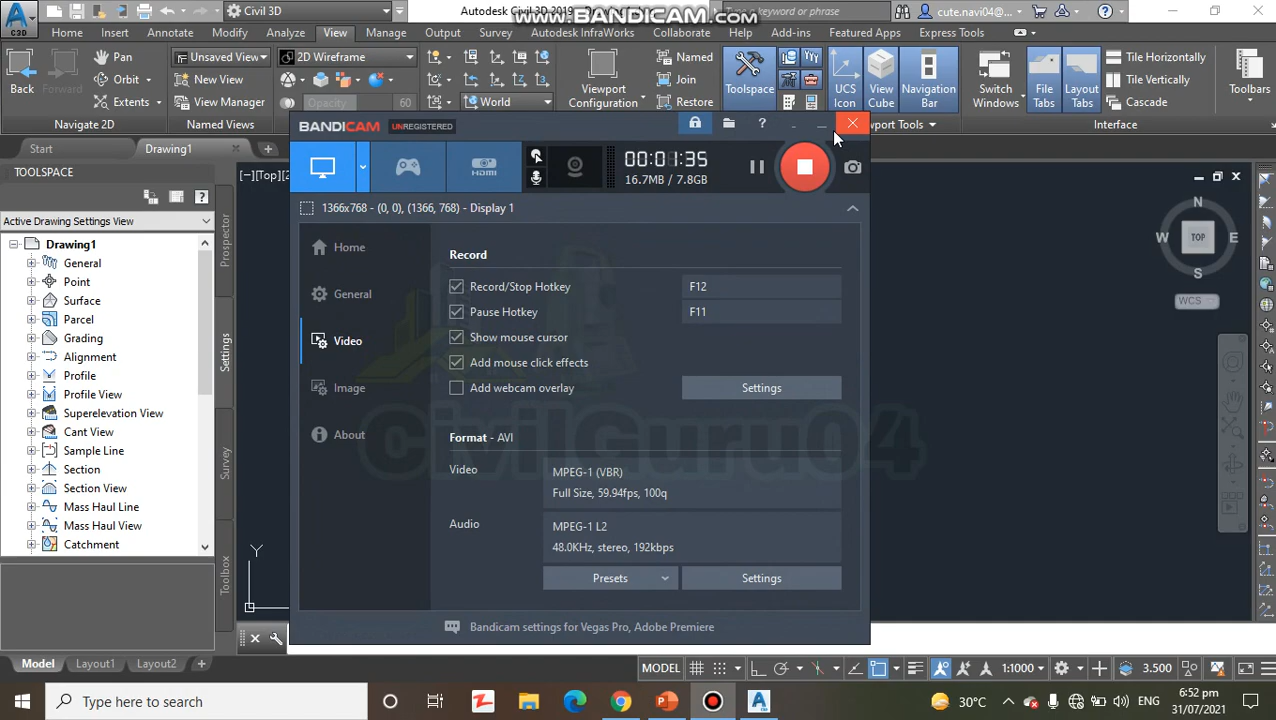 C3D
Civil 3D
Autodesk Civil 3D 2019
www.BANDICAM.com
Type a keyword or phrase
cute.navi04@...
Home Insert Annotate Modify Analyze View Manage Output Survey Autodesk InfraWorks Collaborate Help Add-ins Featured Apps Express Tools
Back
Forward
Pan
Orbit
Extents
Navigate 2D
Unsaved View
New View
View Manager
Named Views
2D Wireframe
Opacity 60
World
Viewport
Configuration
Named
Join
Restore
Toolspace
UCS
Icon
View
Cube
Navigation
Bar
Switch
Windows
File
Tabs
Layout
Tabs
Tile Horizontally
Tile Vertically
Toolbars
Interface
Start
Drawing1
TOOLSPACE
Active Drawing Settings View
Drawing1
General
Point
Surface
Parcel
Grading
Alignment
Profile
Profile View
Superelevation View
Cant View
Sample Line
Section
Section View
Mass Haul Line
Mass Haul View
Catchment
Prospector
Settings
Survey
Toolbox
[−][Top][2
BANDICAM UNREGISTERED
HDMI
00:01:35
16.7MB / 7.8GB
1366x768 - (0, 0), (1366, 768) - Display 1
Home
General
Video
Image
About
Record
Record/Stop Hotkey F12
Pause Hotkey F11
Show mouse cursor
Add mouse click effects
Add webcam overlay Settings
Format - AVI
Video
MPEG-1 (VBR)
Full Size, 59.94fps, 100q
Audio
MPEG-1 L2
48.0KHz, stereo, 192kbps
Presets Settings
Bandicam settings for Vegas Pro, Adobe Premiere
CivilGuru04
N
W TOP E
S
WCS
Y
Model Layout1 Layout2
MODEL 1:1000 3.500
Type here to search
30°C
ENG
6:52 pm
31/07/2021